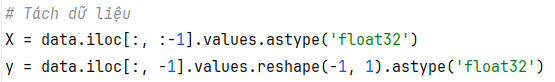 # Tách dữ liệu
X = data.iloc[:, :-1].values.astype('float32')
y = data.iloc[:, -1].values.reshape(-1, 1).astype('float32')